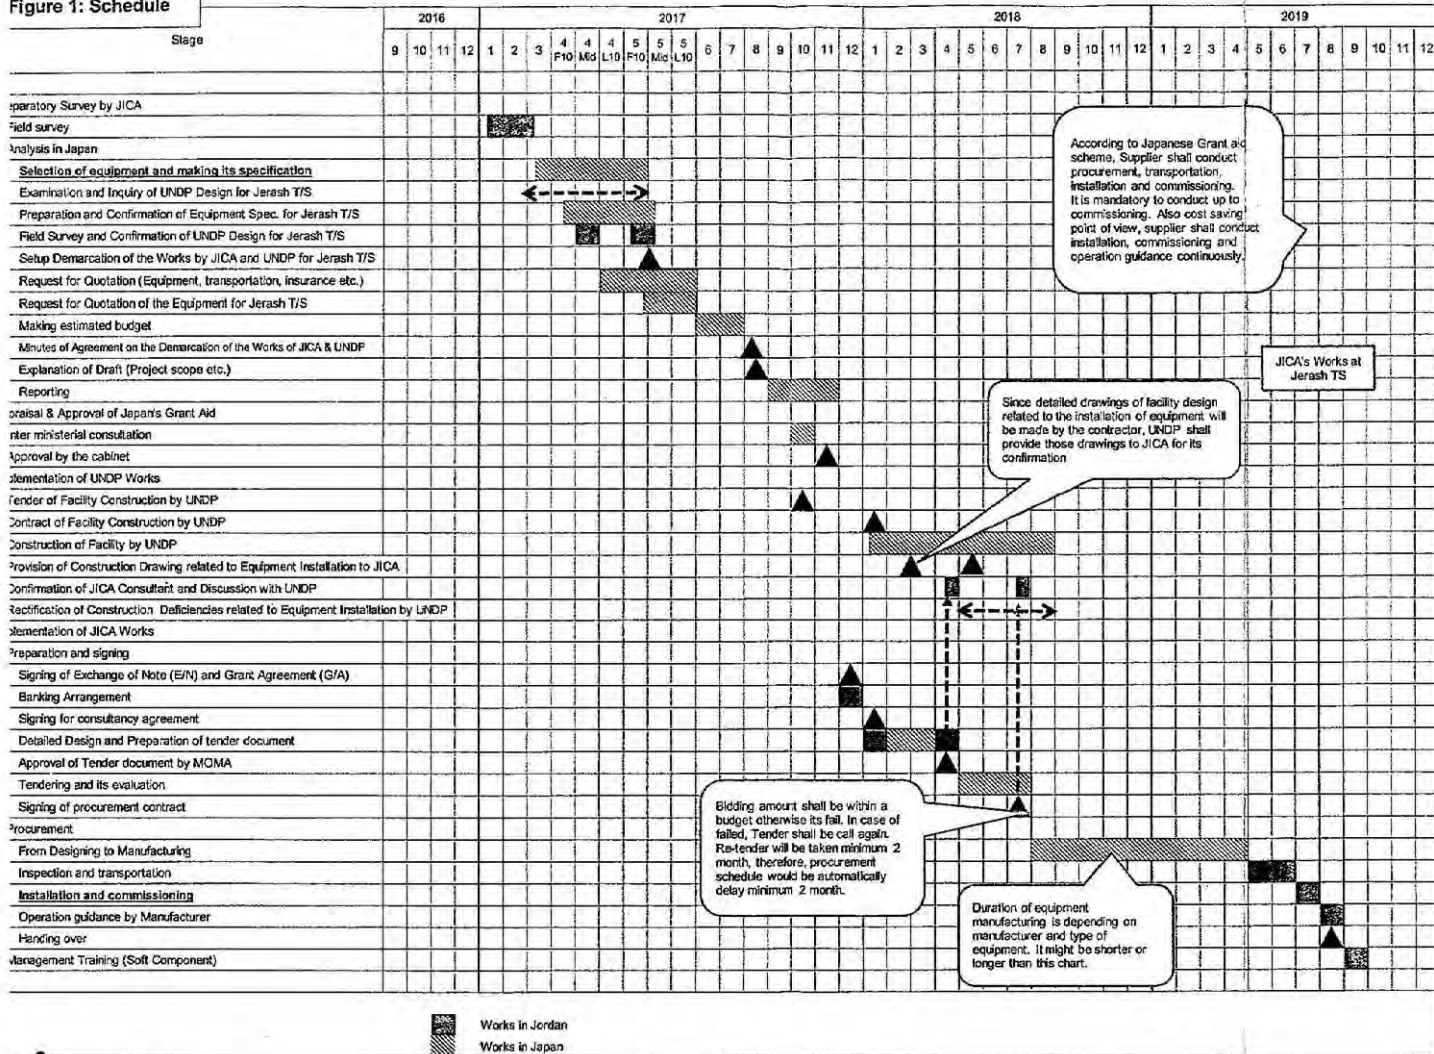 Figure 1: Schedule
2016 2017 2018 2019
Stage
9 10 11 12 1 2 3 4 4 4 5 5 5 6 7 8 9 10 11 12 1 2 3 4 5 6 7 8 9 10 11 12 1 2 3 4 5 6 7 8 9 10 11 12
F10 Mid L10 F10 Mid L10
eparatory Survey by JICA
Field survey
Analysis in Japan
Selection of equipment and making its specification
Examination and Inquiry of UNDP Design for Jerash T/S
Preparation and Confirmation of Equipment Spec. for Jerash T/S
Field Survey and Confirmation of UNDP Design for Jerash T/S
Setup Demarcation of the Works by JICA and UNDP for Jerash T/S
Request for Quotation (Equipment, transportation, insurance etc.)
Request for Quotation of the Equipment for Jerash T/S
Making estimated budget
Minutes of Agreement on the Demarcation of the Works of JICA & UNDP
Explanation of Draft (Project scope etc.)
Reporting
praisal & Approval of Japan's Grant Aid
nter ministerial consultation
Approval by the cabinet
plementation of UNDP Works
Tender of Facility Construction by UNDP
Contract of Facility Construction by UNDP
Construction of Facility by UNDP
Provision of Construction Drawing related to Equipment Installation to JICA
Confirmation of JICA Consultant and Discussion with UNDP
Rectification of Construction Deficiencies related to Equipment Installation by UNDP
plementation of JICA Works
Preparation and signing
Signing of Exchange of Note (E/N) and Grant Agreement (G/A)
Banking Arrangement
Signing for consultancy agreement
Detailed Design and Preparation of tender document
Approval of Tender document by MOMA
Tendering and its evaluation
Signing of procurement contract
Procurement
From Designing to Manufacturing
Inspection and transportation
Installation and commissioning
Operation guidance by Manufacturer
Handing over
Management Training (Soft Component)
According to Japanese Grant aid
scheme, Supplier shall conduct
procurement, transportation,
installation and commissioning.
It is mandatory to conduct up to
commissioning. Also cost saving
point of view, supplier shall conduct
installation, commissioning and
operation guidance continuously.
JICA's Works at
Jerash TS
Since detailed drawings of facility design
related to the installation of equipment will
be made by the contractor, UNDP shall
provide those drawings to JICA for its
confirmation
Bidding amount shall be within a
budget otherwise its fail. In case of
failed, Tender shall be call again.
Re-tender will be taken minimum 2
month, therefore, procurement
schedule would be automatically
delay minimum 2 month.
Duration of equipment
manufacturing is depending on
manufacturer and type of
equipment. It might be shorter or
longer than this chart.
Works in Jordan
Works in Japan